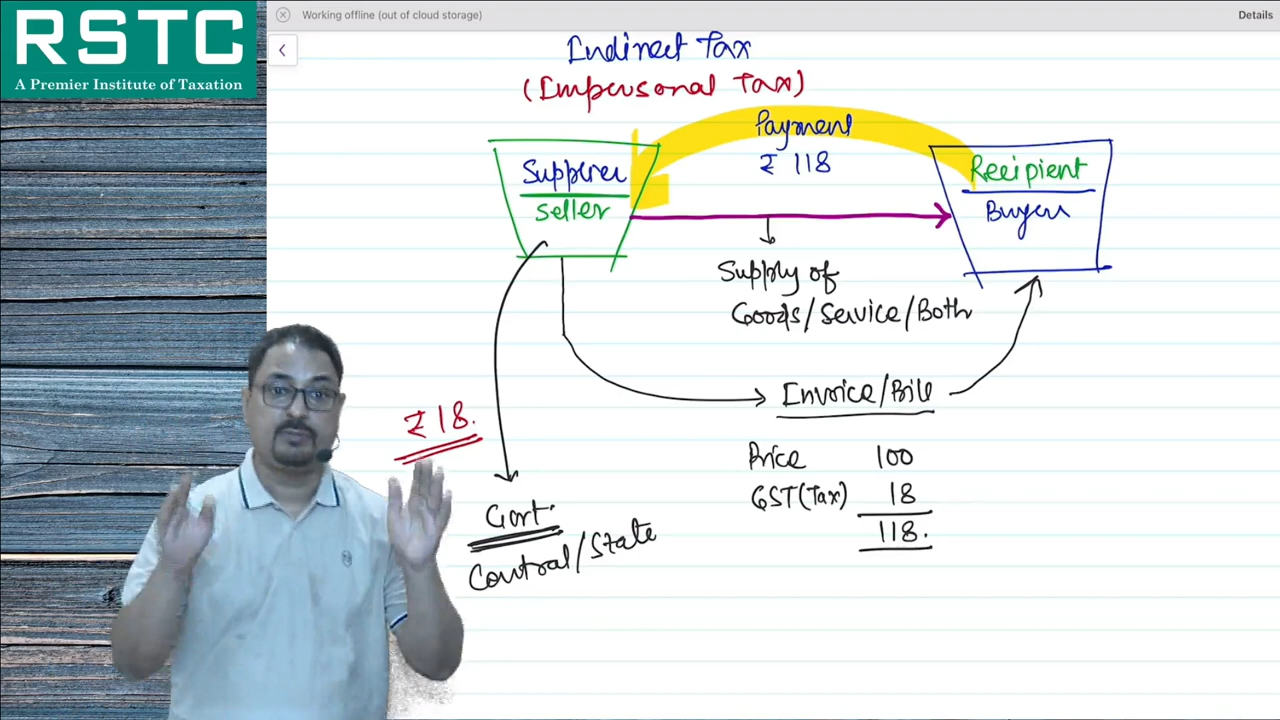 Working offline (out of cloud storage)
Details
RSTC
A Premier Institute of Taxation
Indirect Tax
(Impersonal Tax)
Payment
₹ 118
Supplier
Seller
Recipient
Buyer
Supply of
Goods/Service/Both
Invoice/Bill
₹ 18.
Price 100
GST(Tax) 18
118.
Govt.
Central/State